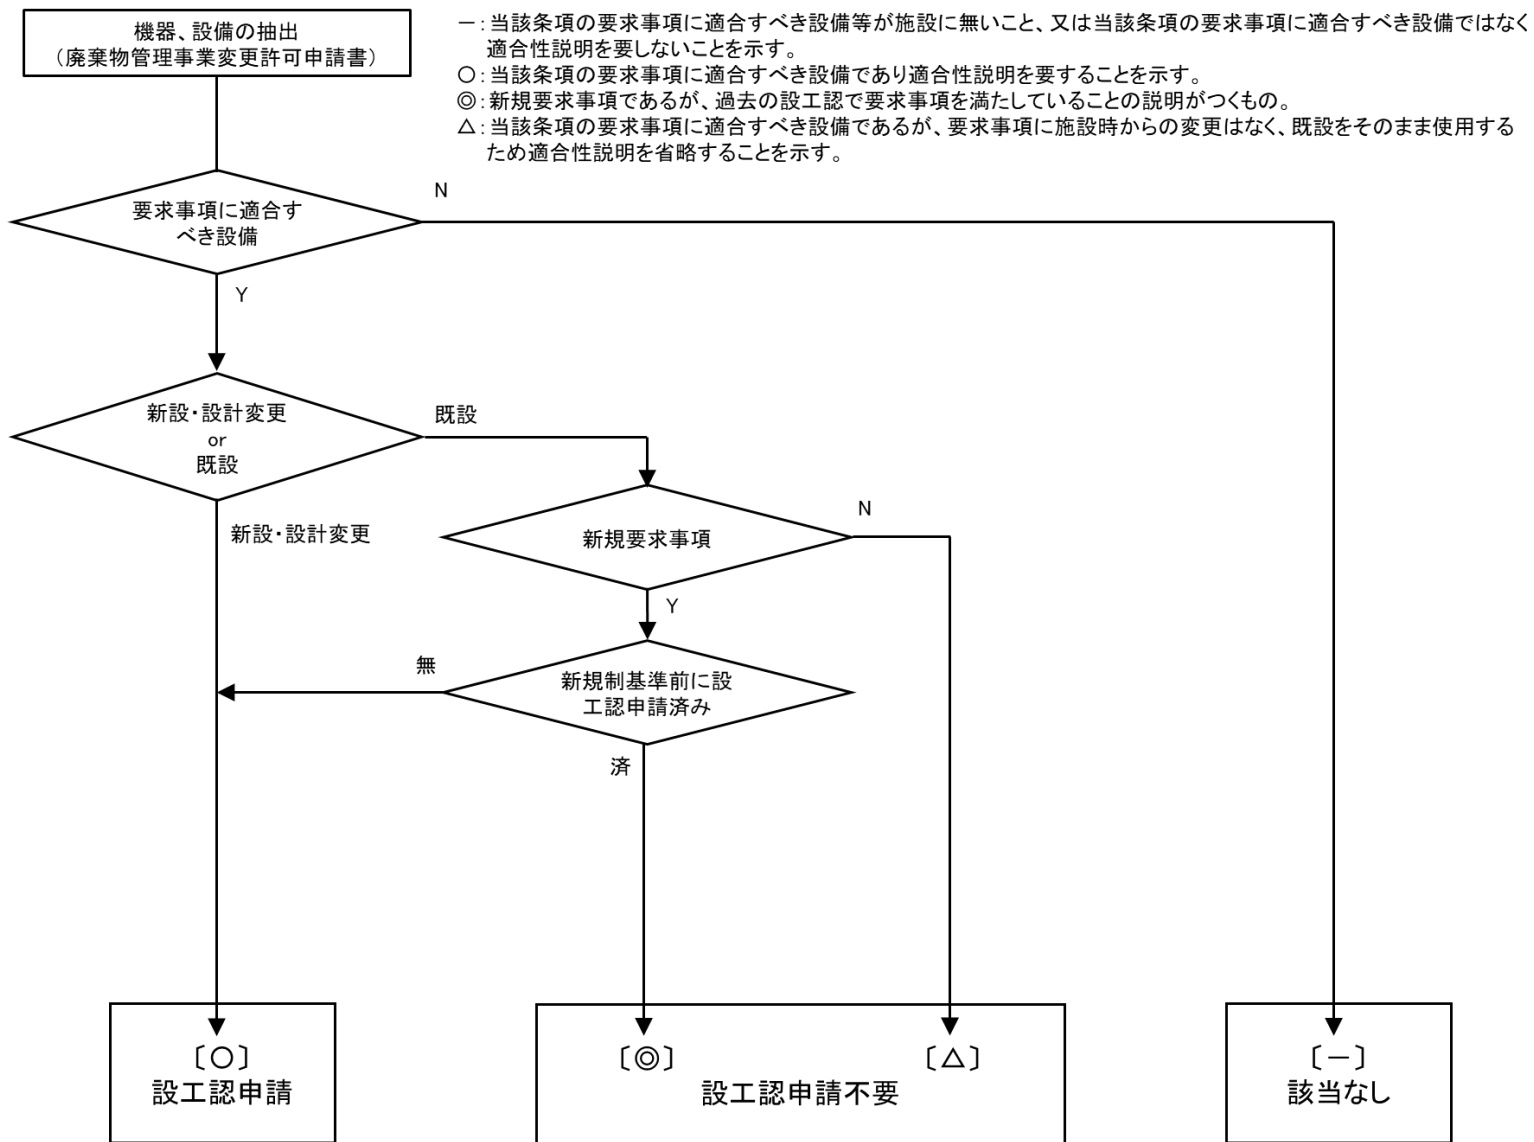 機器、設備の抽出
（廃棄物管理事業変更許可申請書）
－：当該条項の要求事項に適合すべき設備等が施設に無いこと、又は当該条項の要求事項に適合すべき設備ではなく
適合性説明を要しないことを示す。
○：当該条項の要求事項に適合すべき設備であり適合性説明を要することを示す。
◎：新規要求事項であるが、過去の設工認で要求事項を満たしていることの説明がつくもの。
△：当該条項の要求事項に適合すべき設備であるが、要求事項に施設時からの変更はなく、既設をそのまま使用する
ため適合性説明を省略することを示す。
要求事項に適合す
べき設備
N
Y
新設・設計変更
or
既設
既設
新設・設計変更
新規要求事項
N
Y
新規制基準前に設
工認申請済み
無
済
〔○〕
設工認申請
〔◎〕
〔△〕
設工認申請不要
〔－〕
該当なし